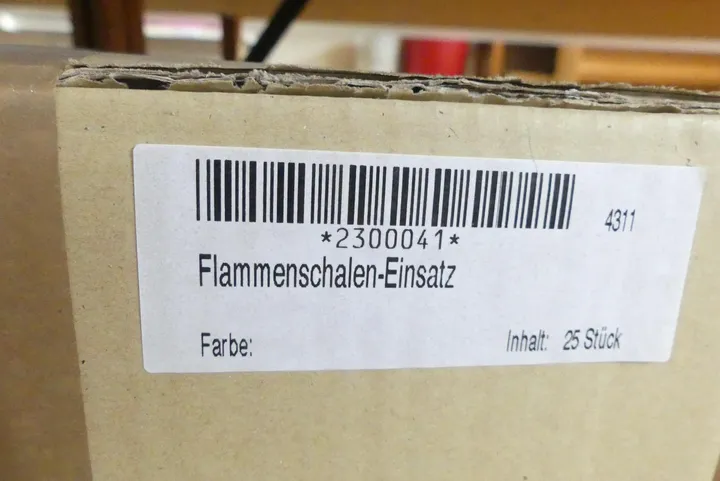 4311
*2300041*
Flammenschalen-Einsatz
Farbe:
Inhalt: 25 Stück